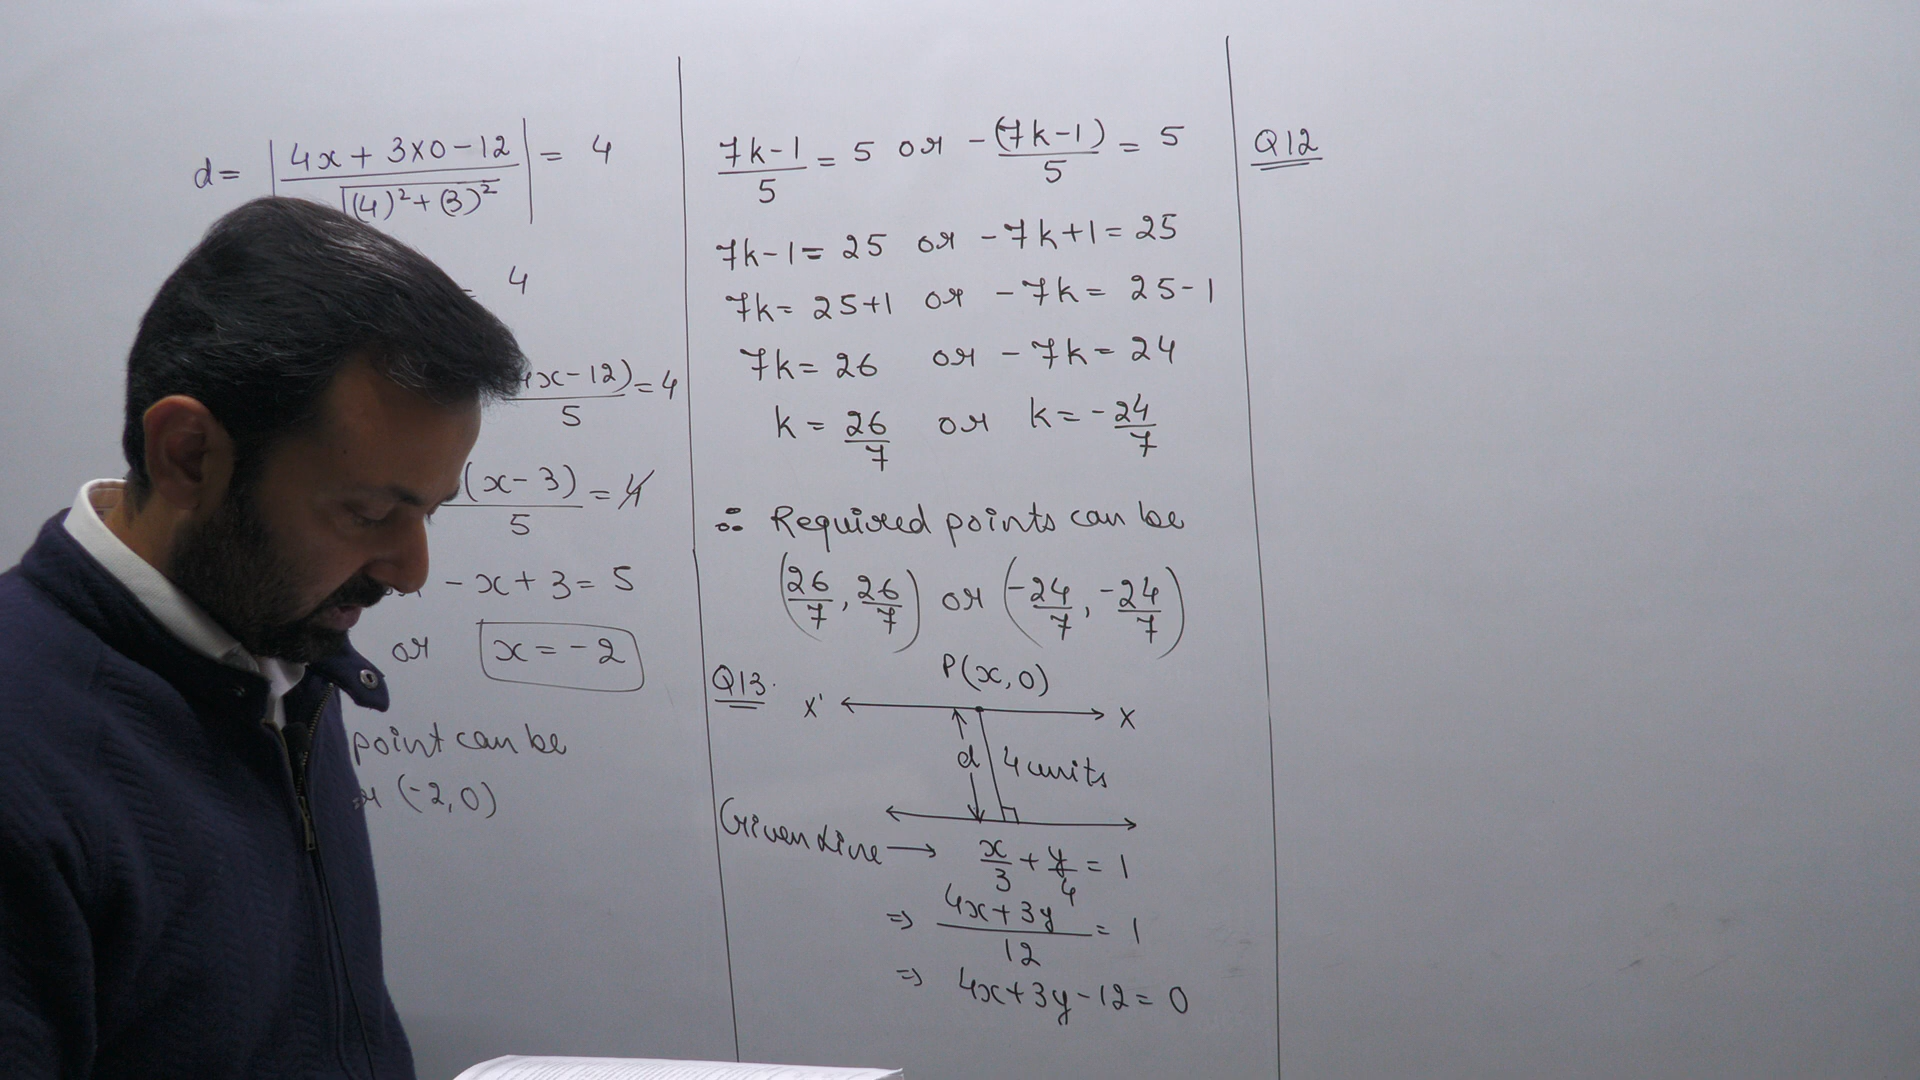 d = |4x + 3x0 - 12 / √(4)² + (3)²| = 4
= 4
4x - 12) / 5 = 4
(x - 3) / 5 = 4
- x + 3 = 5
or x = -2
point can be
(-2, 0)
7k - 1 / 5 = 5 or -(7k - 1) / 5 = 5
7k - 1 = 25 or - 7k + 1 = 25
7k = 25 + 1 or - 7k = 25 - 1
7k = 26 or - 7k = 24
k = 26/7 or k = - 24/7
∴ Required points can be
(26/7, 26/7) or (-24/7, -24/7)
Q13.
P(x, 0)
X' X
d 4 units
Given Line → x/3 + y/4 = 1
⇒ 4x + 3y / 12 = 1
⇒ 4x + 3y - 12 = 0
Q12